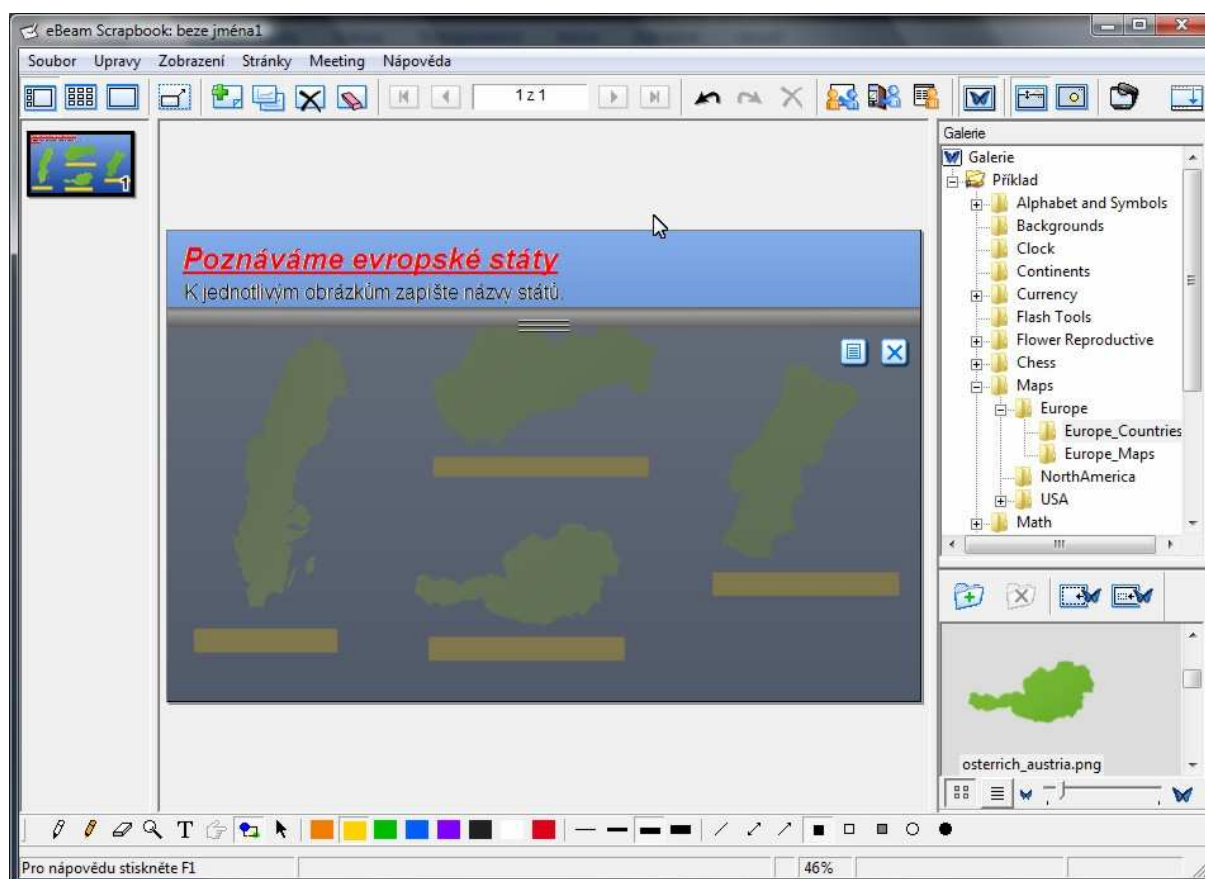 eBeam Scrapbook: beze jména1
Soubor Upravy Zobrazení Stránky Meeting Nápověda
1 z 1
1
Poznáváme evropské státy
K jednotlivým obrázkům zapište názvy států.
Galerie
Galerie
Příklad
Alphabet and Symbols
Backgrounds
Clock
Continents
Currency
Flash Tools
Flower Reproductive
Chess
Maps
Europe
Europe_Countries
Europe_Maps
NorthAmerica
USA
Math
osterrich_austria.png
T
Pro nápovědu stiskněte F1
46%